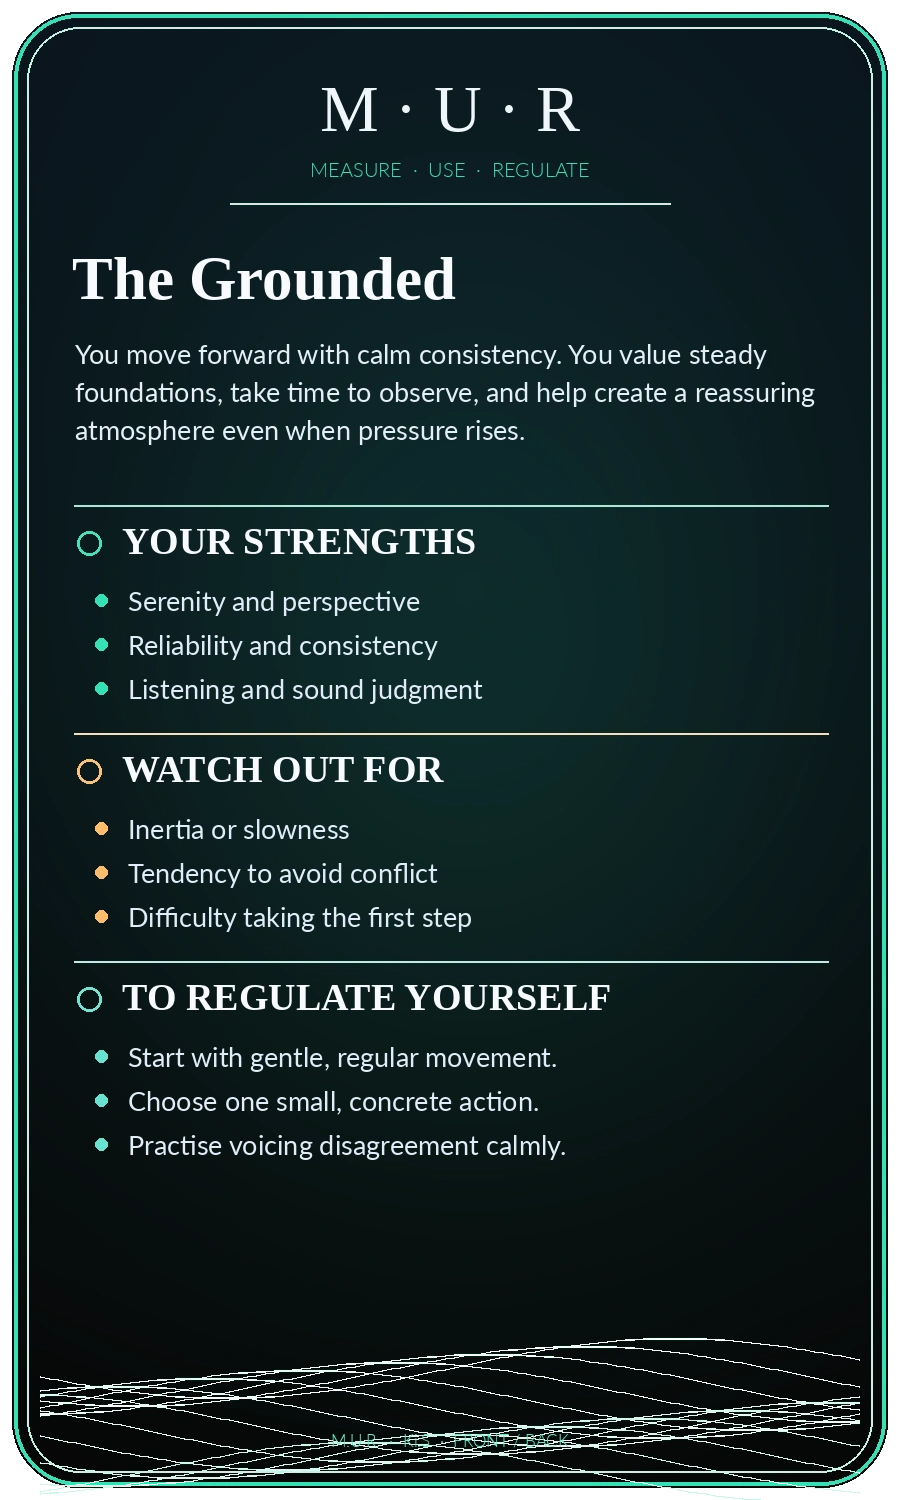 M · U · R
MEASURE · USE · REGULATE
The Grounded
You move forward with calm consistency. You value steady
foundations, take time to observe, and help create a reassuring
atmosphere even when pressure rises.
YOUR STRENGTHS
Serenity and perspective
Reliability and consistency
Listening and sound judgment
WATCH OUT FOR
Inertia or slowness
Tendency to avoid conflict
Difficulty taking the first step
TO REGULATE YOURSELF
Start with gentle, regular movement.
Choose one small, concrete action.
Practise voicing disagreement calmly.
FRONT / BACK